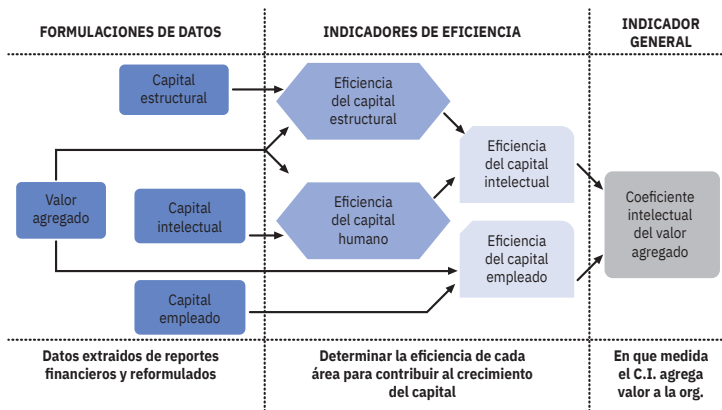 FORMULACIONES DE DATOS
INDICADORES DE EFICIENCIA
INDICADOR
GENERAL
Capital
estructural
Eficiencia
del capital
estructural
Eficiencia
del capital
intelectual
Valor
agregado
Capital
intelectual
Eficiencia
del capital
humano
Coeficiente
intelectual
del valor
agregado
Eficiencia
del capital
empleado
Capital
empleado
Datos extraidos de reportes
financieros y reformulados
Determinar la eficiencia de cada
área para contribuir al crecimiento
del capital
En que medida
el C.I. agrega
valor a la org.